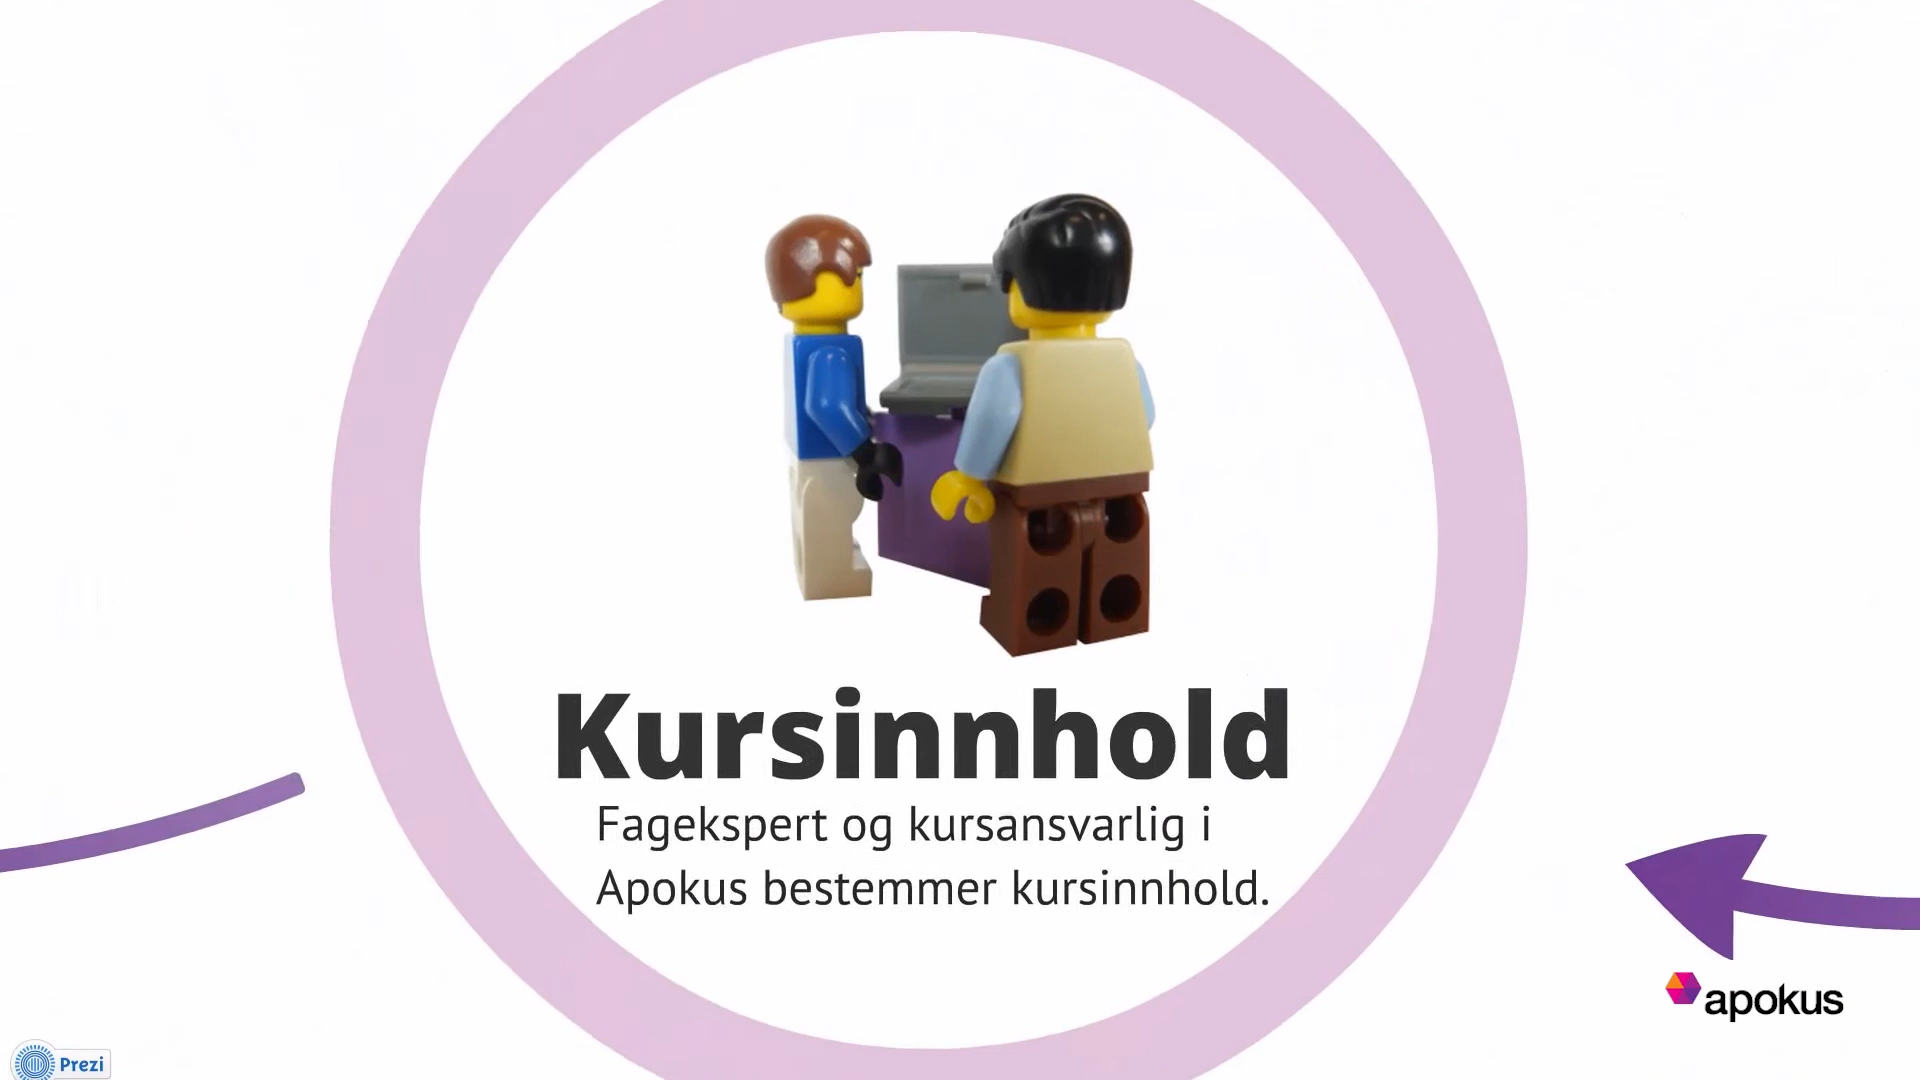 Kursinnhold
Fagekspert og kursansvarlig i
Apokus bestemmer kursinnhold.
apokus
Prezi